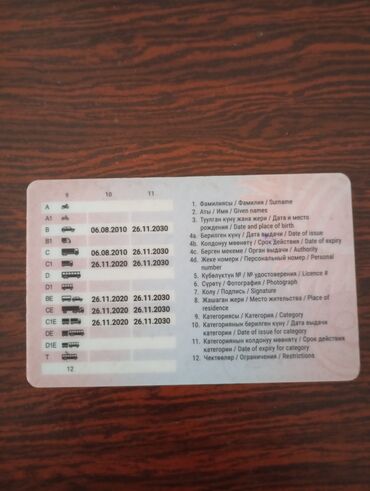 9 10 11
A
A1
B 06.08.2010 26.11.2030
B1
C 06.08.2010 26.11.2030
C1 26.11.2020 26.11.2030
D
D1
BE 26.11.2020 26.11.2030
CE 26.11.2020 26.11.2030
C1E 26.11.2020 26.11.2030
DE
D1E
T
12
1. Фамилиясы / Фамилия / Surname
2. Аты / Имя / Given names
3. Туулган күнү жана жери / Дата и место
рождения / Date and place of birth
4a. Берилген күнү / Дата выдачи / Date of issue
4b. Колдонуу мөөнөтү / Срок действия / Date of expiry
4c. Берген мекеме / Орган выдачи / Authority
4d. Жеке номери / Персональный номер / Personal
number
5. Күбөлүктүн № / № удостоверения / Licence #
6. Сүрөтү / Фотография / Photograph
7. Колу / Подпись / Signature
8. Жашаган жери / Место жительства / Place of
residence
9. Категориясы / Категория / Category
10. Категориянын берилген күнү / Дата выдачи
категории / Date of issue for category
11. Категориянын колдонуу мөөнөтү / Срок действия
категории / Date of expiry for category
12. Чектөөлөр / Ограничения / Restrictions